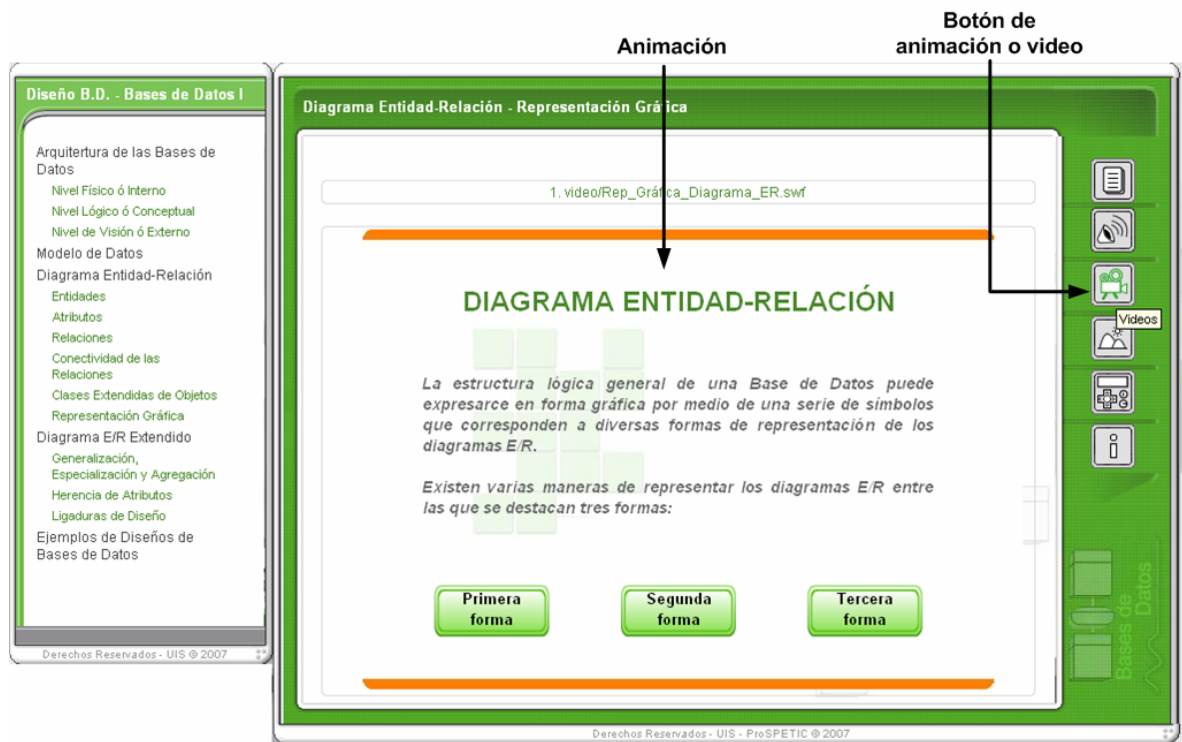 Animación
Botón de
animación o video
Diseño B.D. - Bases de Datos I
Arquitertura de las Bases de
Datos
Nivel Físico ó Interno
Nivel Lógico ó Conceptual
Nivel de Visión ó Externo
Modelo de Datos
Diagrama Entidad-Relación
Entidades
Atributos
Relaciones
Conectividad de las
Relaciones
Clases Extendidas de Objetos
Representación Gráfica
Diagrama E/R Extendido
Generalización,
Especialización y Agregación
Herencia de Atributos
Ligaduras de Diseño
Ejemplos de Diseños de
Bases de Datos
Derechos Reservados - UIS © 2007
Diagrama Entidad-Relación - Representación Gráfica
1. video/Rep_Gráfica_Diagrama_ER.swf
DIAGRAMA ENTIDAD-RELACIÓN
La estructura lógica general de una Base de Datos puede
expresarce en forma gráfica por medio de una serie de símbolos
que corresponden a diversas formas de representación de los
diagramas E/R.
Existen varias maneras de representar los diagramas E/R entre
las que se destacan tres formas:
Primera
forma
Segunda
forma
Tercera
forma
Videos
Bases de
Datos
Derechos Reservados - UIS - ProSPETIC © 2007